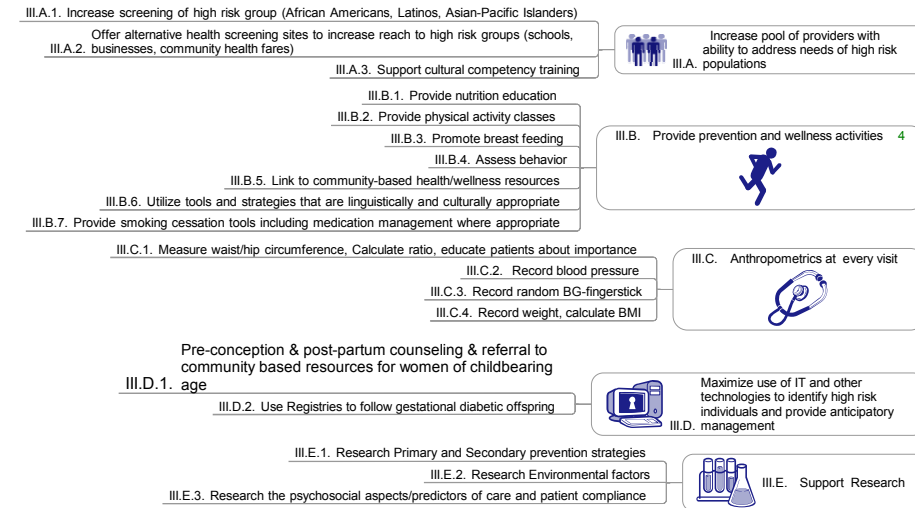 III.A.1. Increase screening of high risk group (African Americans, Latinos, Asian-Pacific Islanders)
Offer alternative health screening sites to increase reach to high risk groups (schools,
III.A.2. businesses, community health fares)
III.A.3. Support cultural competency training
Increase pool of providers with
ability to address needs of high risk
III.A. populations
III.B.1. Provide nutrition education
III.B.2. Provide physical activity classes
III.B.3. Promote breast feeding
III.B.4. Assess behavior
III.B.5. Link to community-based health/wellness resources
III.B.6. Utilize tools and strategies that are linguistically and culturally appropriate
III.B.7. Provide smoking cessation tools including medication management where appropriate
III.B. Provide prevention and wellness activities 4
III.C.1. Measure waist/hip circumference, Calculate ratio, educate patients about importance
III.C.2. Record blood pressure
III.C.3. Record random BG-fingerstick
III.C.4. Record weight, calculate BMI
III.C. Anthropometrics at every visit
Pre-conception & post-partum counseling & referral to
community based resources for women of childbearing
III.D.1. age
III.D.2. Use Registries to follow gestational diabetic offspring
Maximize use of IT and other
technologies to identify high risk
individuals and provide anticipatory
III.D. management
III.E.1. Research Primary and Secondary prevention strategies
III.E.2. Research Environmental factors
III.E.3. Research the psychosocial aspects/predictors of care and patient compliance
III.E. Support Research